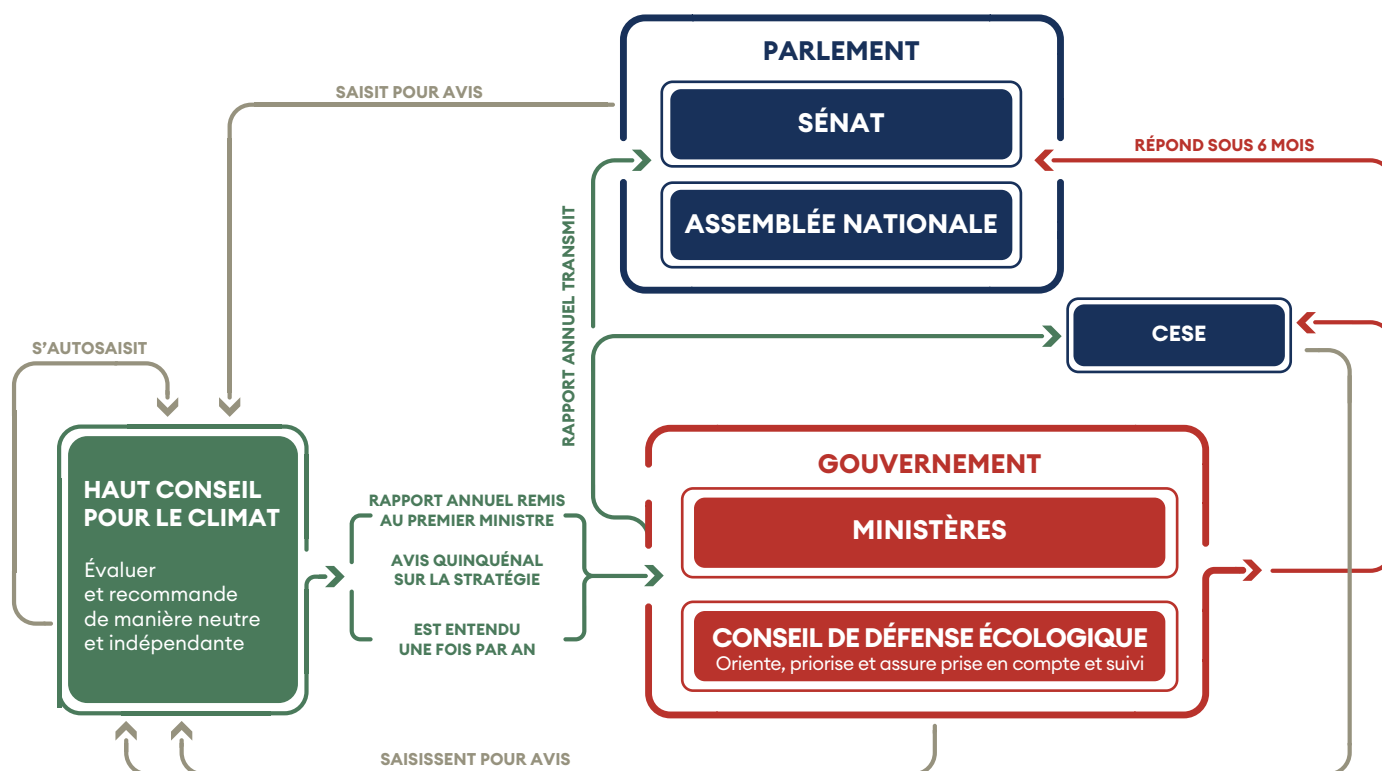 PARLEMENT
SAISIT POUR AVIS
SÉNAT
RÉPOND SOUS 6 MOIS
ASSEMBLÉE NATIONALE
RAPPORT ANNUEL TRANSMIT
CESE
S'AUTOSAISIT
GOUVERNEMENT
HAUT CONSEIL
POUR LE CLIMAT
Évaluer
et recommande
de manière neutre
et indépendante
RAPPORT ANNUEL REMIS
AU PREMIER MINISTRE
AVIS QUINQUÉNAL
SUR LA STRATÉGIE
EST ENTENDU
UNE FOIS PAR AN
MINISTÈRES
CONSEIL DE DÉFENSE ÉCOLOGIQUE
Oriente, priorise et assure prise en compte et suivi
SAISISSENT POUR AVIS